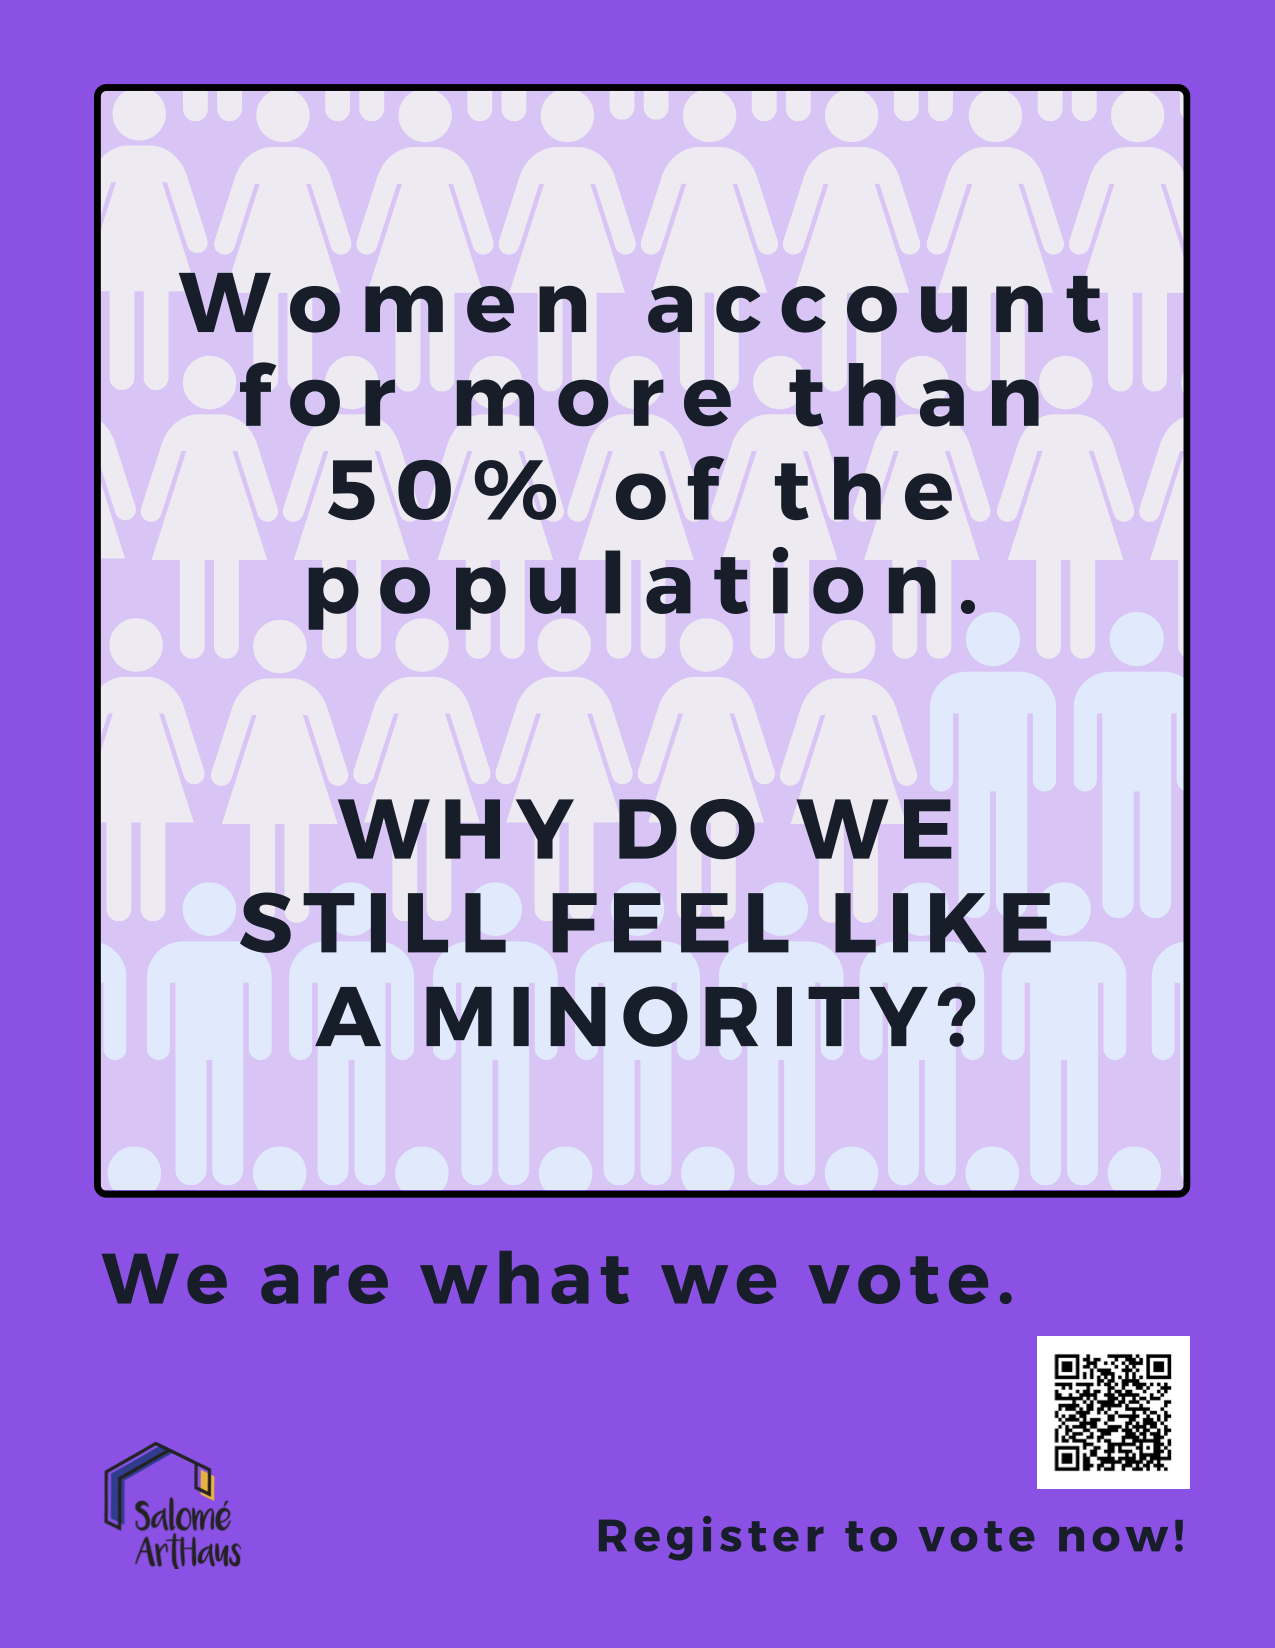 Women account
for more than
50% of the
population.
WHY DO WE
STILL FEEL LIKE
A MINORITY?
We are what we vote.
Salomé
ArtHaus
Register to vote now!